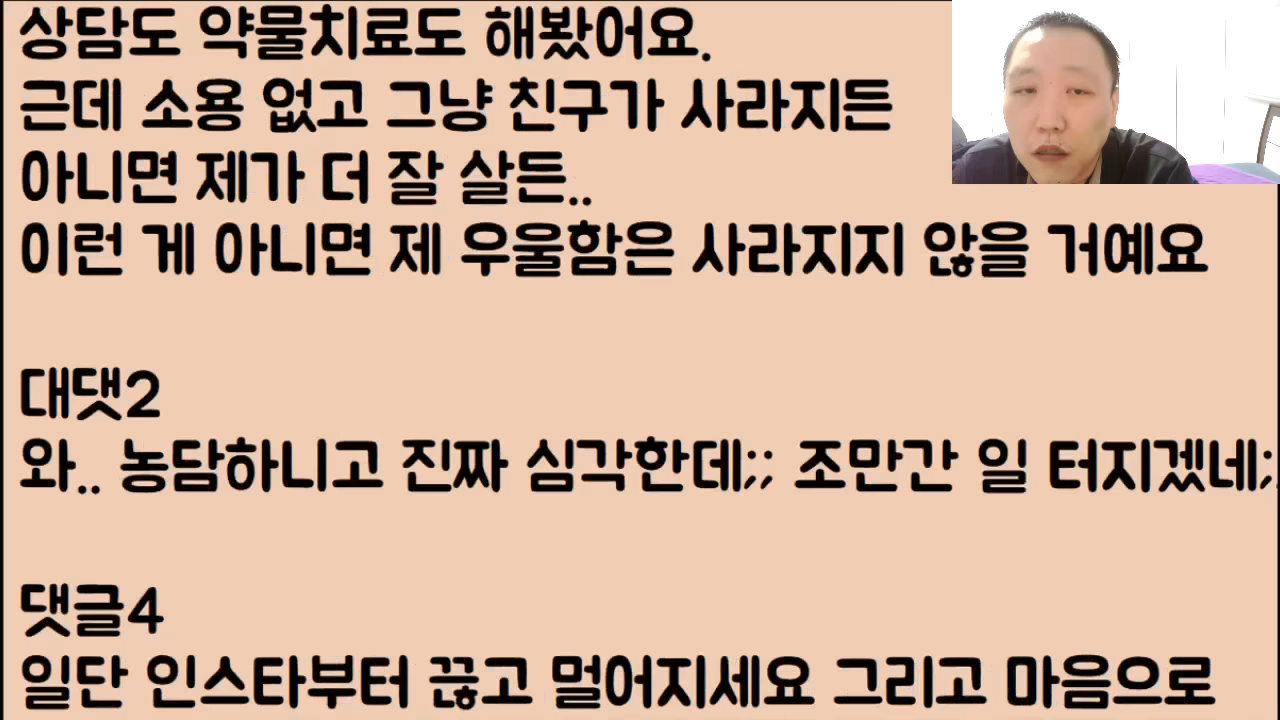 상담도 약물치료도 해봤어요.
근데 소용 없고 그냥 친구가 사라지든
아니면 제가 더 잘 살든..
이런 게 아니면 제 우울함은 사라지지 않을 거예요
대댓2
와.. 농담하니고 진짜 심각한데;; 조만간 일 터지겠네;
댓글4
일단 인스타부터 끊고 멀어지세요 그리고 마음으로